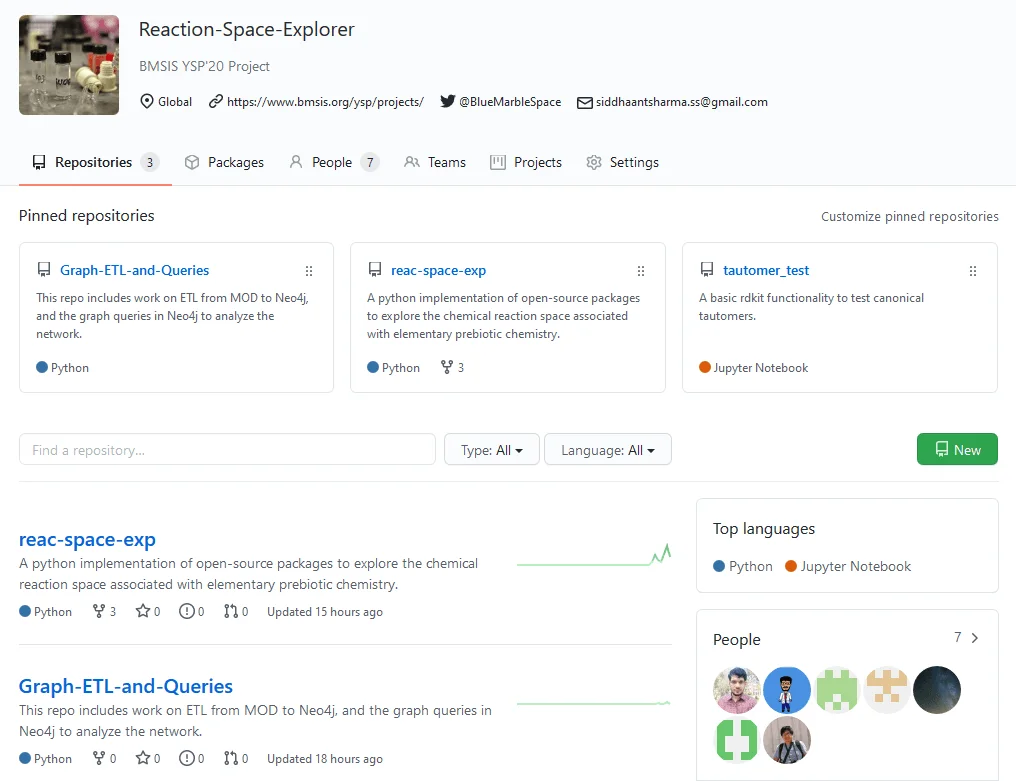 Reaction-Space-Explorer
BMSIS YSP'20 Project
Global https://www.bmsis.org/ysp/projects/ @BlueMarbleSpace siddhaantsharma.ss@gmail.com
Repositories 3 Packages People 7 Teams Projects Settings
Pinned repositories Customize pinned repositories
Graph-ETL-and-Queries
This repo includes work on ETL from MOD to Neo4j,
and the graph queries in Neo4j to analyze the
network.
Python
reac-space-exp
A python implementation of open-source packages
to explore the chemical reaction space associated
with elementary prebiotic chemistry.
Python 3
tautomer_test
A basic rdkit functionality to test canonical
tautomers.
Jupyter Notebook
Find a repository...
Type: All Language: All New
reac-space-exp
A python implementation of open-source packages to explore the chemical
reaction space associated with elementary prebiotic chemistry.
Python 3 0 0 0 Updated 15 hours ago
Graph-ETL-and-Queries
This repo includes work on ETL from MOD to Neo4j, and the graph queries in
Neo4j to analyze the network.
Python 0 0 0 0 Updated 18 hours ago
Top languages
Python Jupyter Notebook
People 7